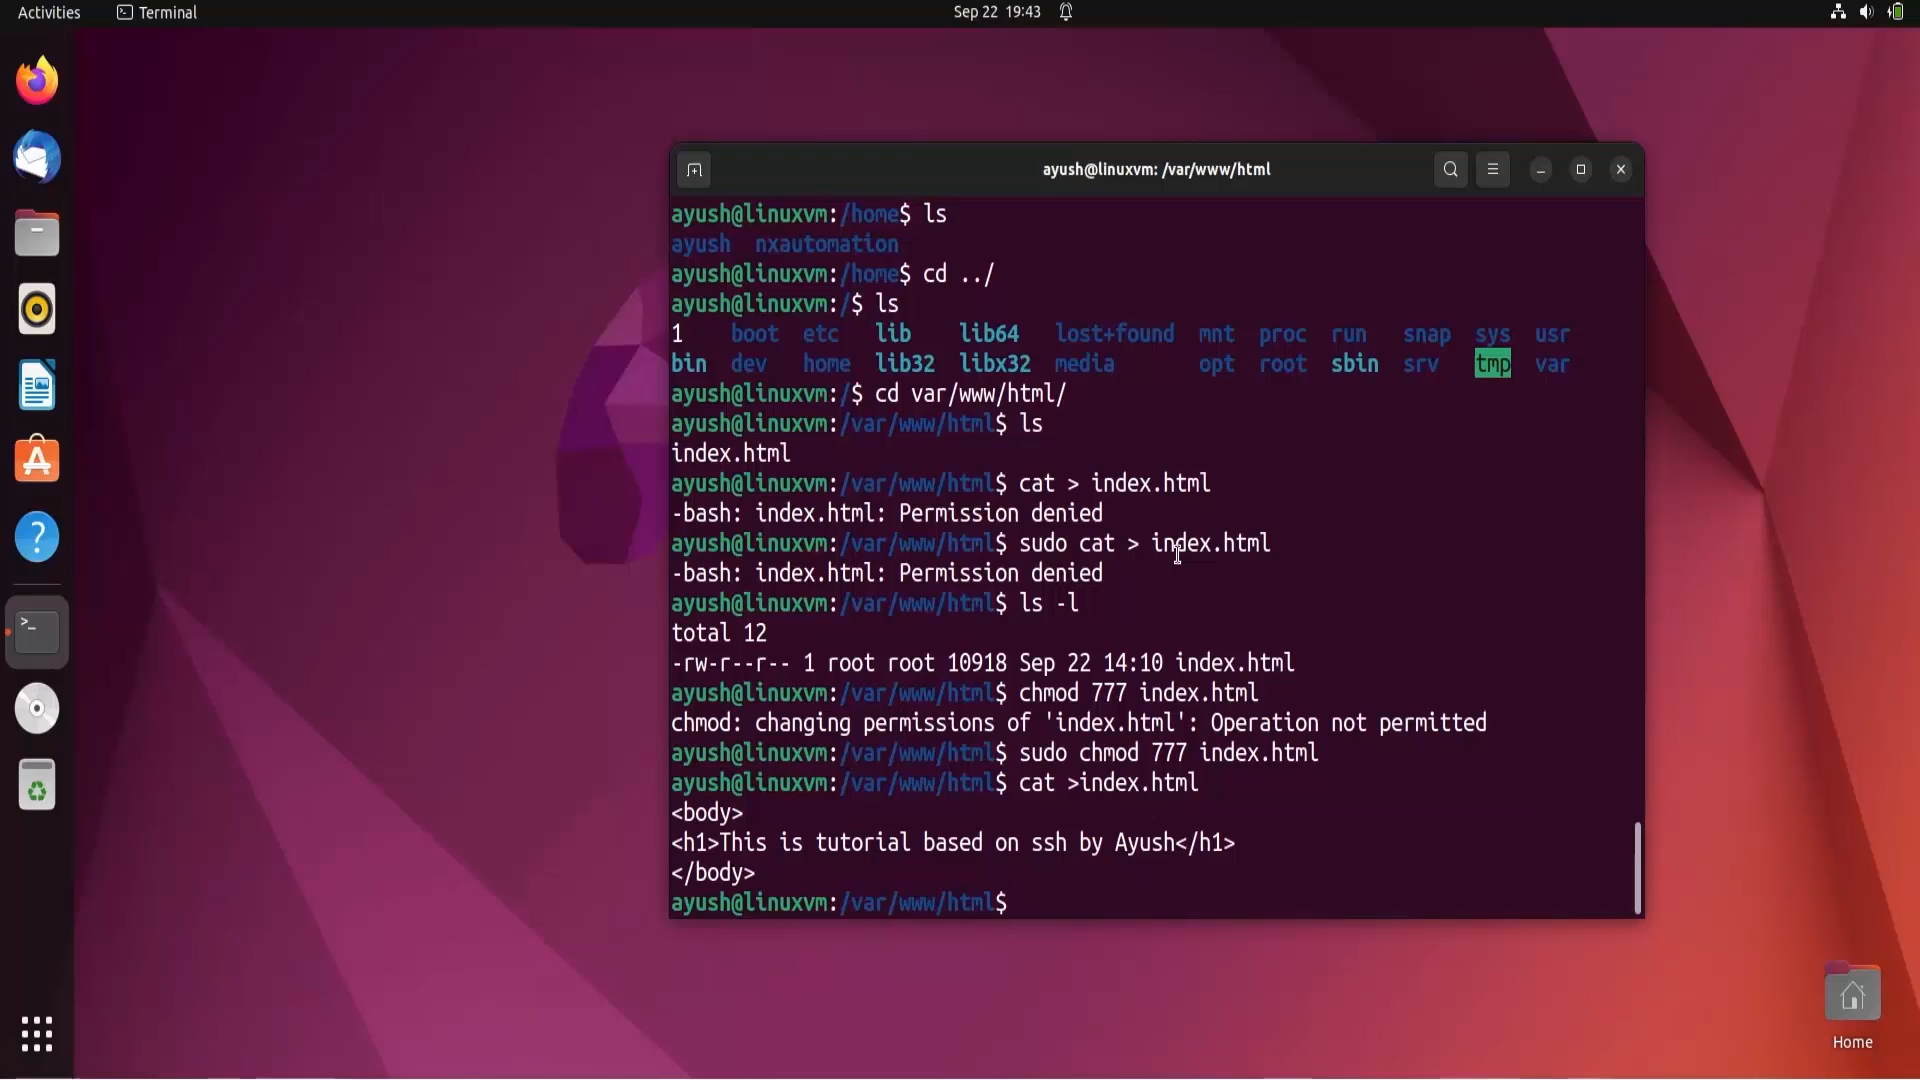 Activities
Terminal
Sep 22 19:43
ayush@linuxvm: /var/www/html
ayush@linuxvm:/home$ ls
ayush nxautomation
ayush@linuxvm:/home$ cd ../
ayush@linuxvm:/$ ls
1 boot etc lib lib64 lost+found mnt proc run snap sys usr
bin dev home lib32 libx32 media opt root sbin srv tmp var
ayush@linuxvm:/$ cd var/www/html/
ayush@linuxvm:/var/www/html$ ls
index.html
ayush@linuxvm:/var/www/html$ cat > index.html
-bash: index.html: Permission denied
ayush@linuxvm:/var/www/html$ sudo cat > index.html
-bash: index.html: Permission denied
ayush@linuxvm:/var/www/html$ ls -l
total 12
-rw-r--r-- 1 root root 10918 Sep 22 14:10 index.html
ayush@linuxvm:/var/www/html$ chmod 777 index.html
chmod: changing permissions of 'index.html': Operation not permitted
ayush@linuxvm:/var/www/html$ sudo chmod 777 index.html
ayush@linuxvm:/var/www/html$ cat >index.html
<body>
<h1>This is tutorial based on ssh by Ayush</h1>
</body>
ayush@linuxvm:/var/www/html$
Home